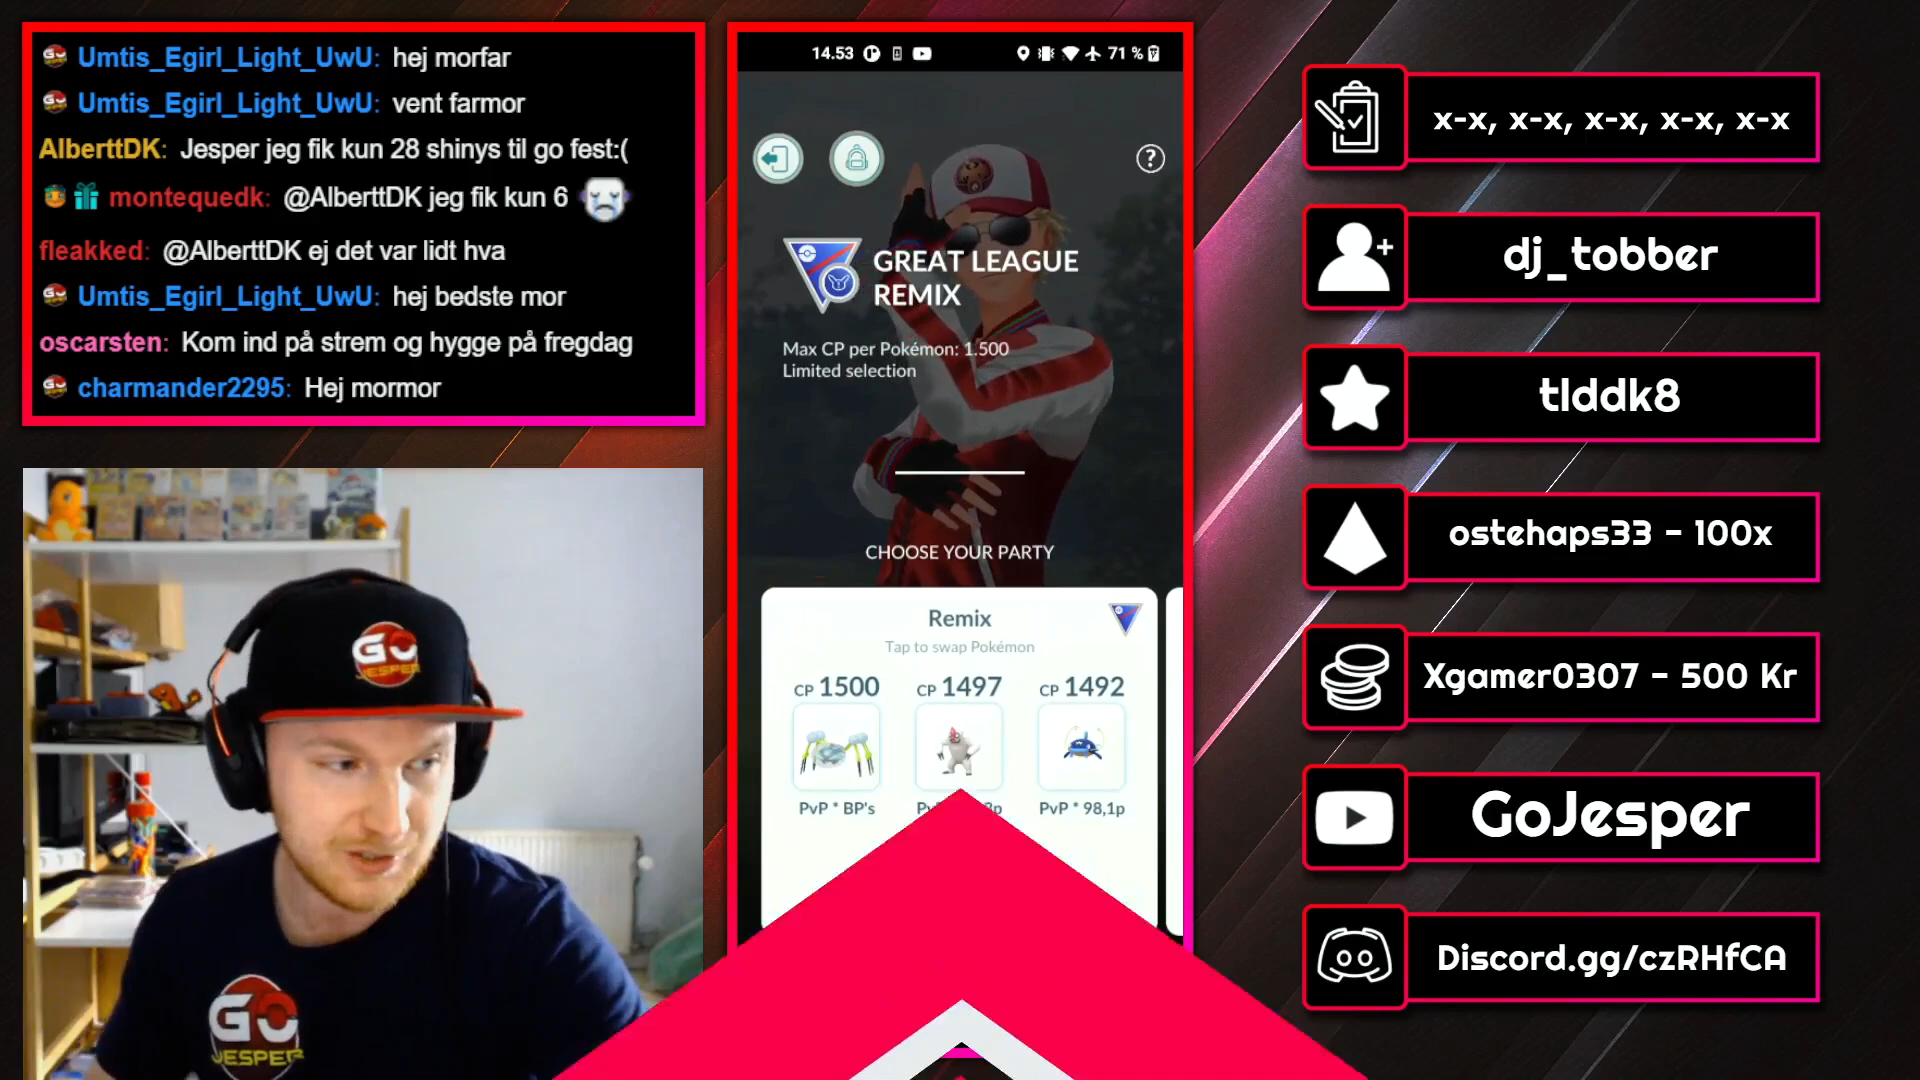 Umtis_Egirl_Light_UwU: hej morfar
Umtis_Egirl_Light_UwU: vent farmor
AlberttDK: Jesper jeg fik kun 28 shinys til go fest:(
montequedk: @AlberttDK jeg fik kun 6
fleakked: @AlberttDK ej det var lidt hva
Umtis_Egirl_Light_UwU: hej bedste mor
oscarsten: Kom ind på strem og hygge på fregdag
charmander2295: Hej mormor
14.53
71 %
GREAT LEAGUE
REMIX
Max CP per Pokémon: 1.500
Limited selection
CHOOSE YOUR PARTY
Remix
Tap to swap Pokémon
CP 1500
CP 1497
CP 1492
PvP * BP's
PvP * 98,1p
GO
JESPER
GO
JESPER
x-x, x-x, x-x, x-x, x-x
dj_tobber
tlddk8
ostehaps33 - 100x
Xgamer0307 - 500 Kr
GoJesper
Discord.gg/czRHfCA